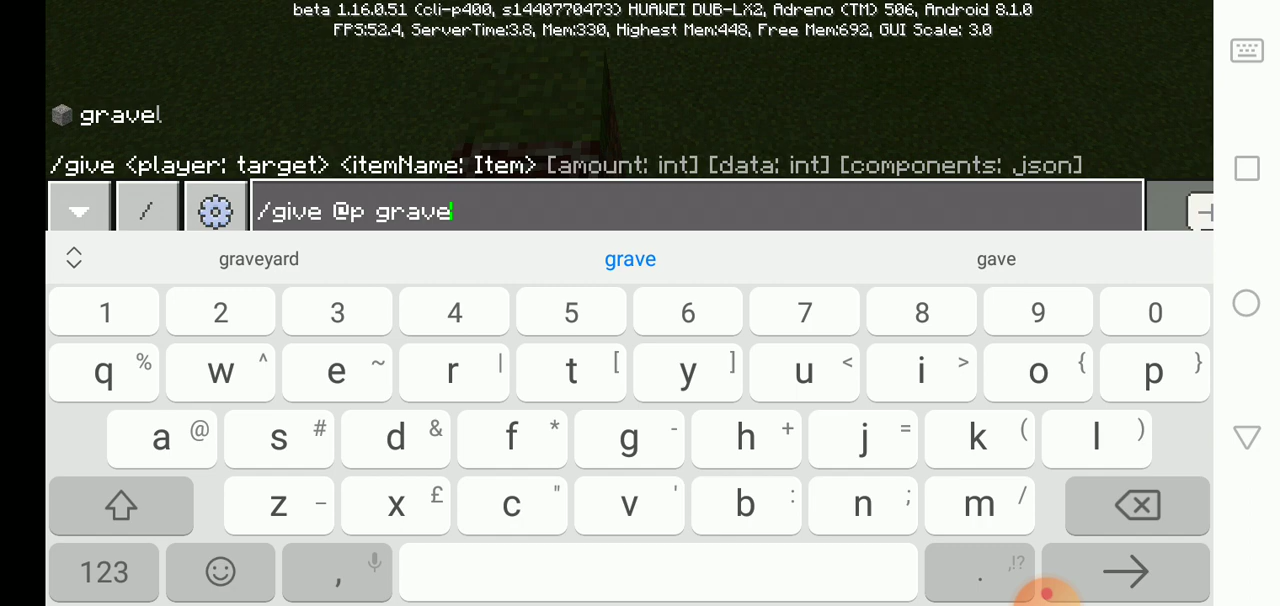 beta 1.16.0.51 (cli-p400, s1440770473) HUAWEI DUB-LX2, Adreno (TM) 506, Android 8.1.0
FPS:52.4, ServerTime:3.8, Mem:330, Highest Mem:448, Free Mem:692, GUI Scale: 3.0
gravel
/give <player: target> <itemName: Item> [amount: int] [data: int] [components: json]
/ /give @p grave
graveyard grave gave
1 2 3 4 5 6 7 8 9 0
q % w ^ e ~ r | t [ y ] u < i > o { p }
a @ s # d & f * g - h + j = k ( l )
z _ x £ c " v ' b : n ; m /
123 , . ,!?